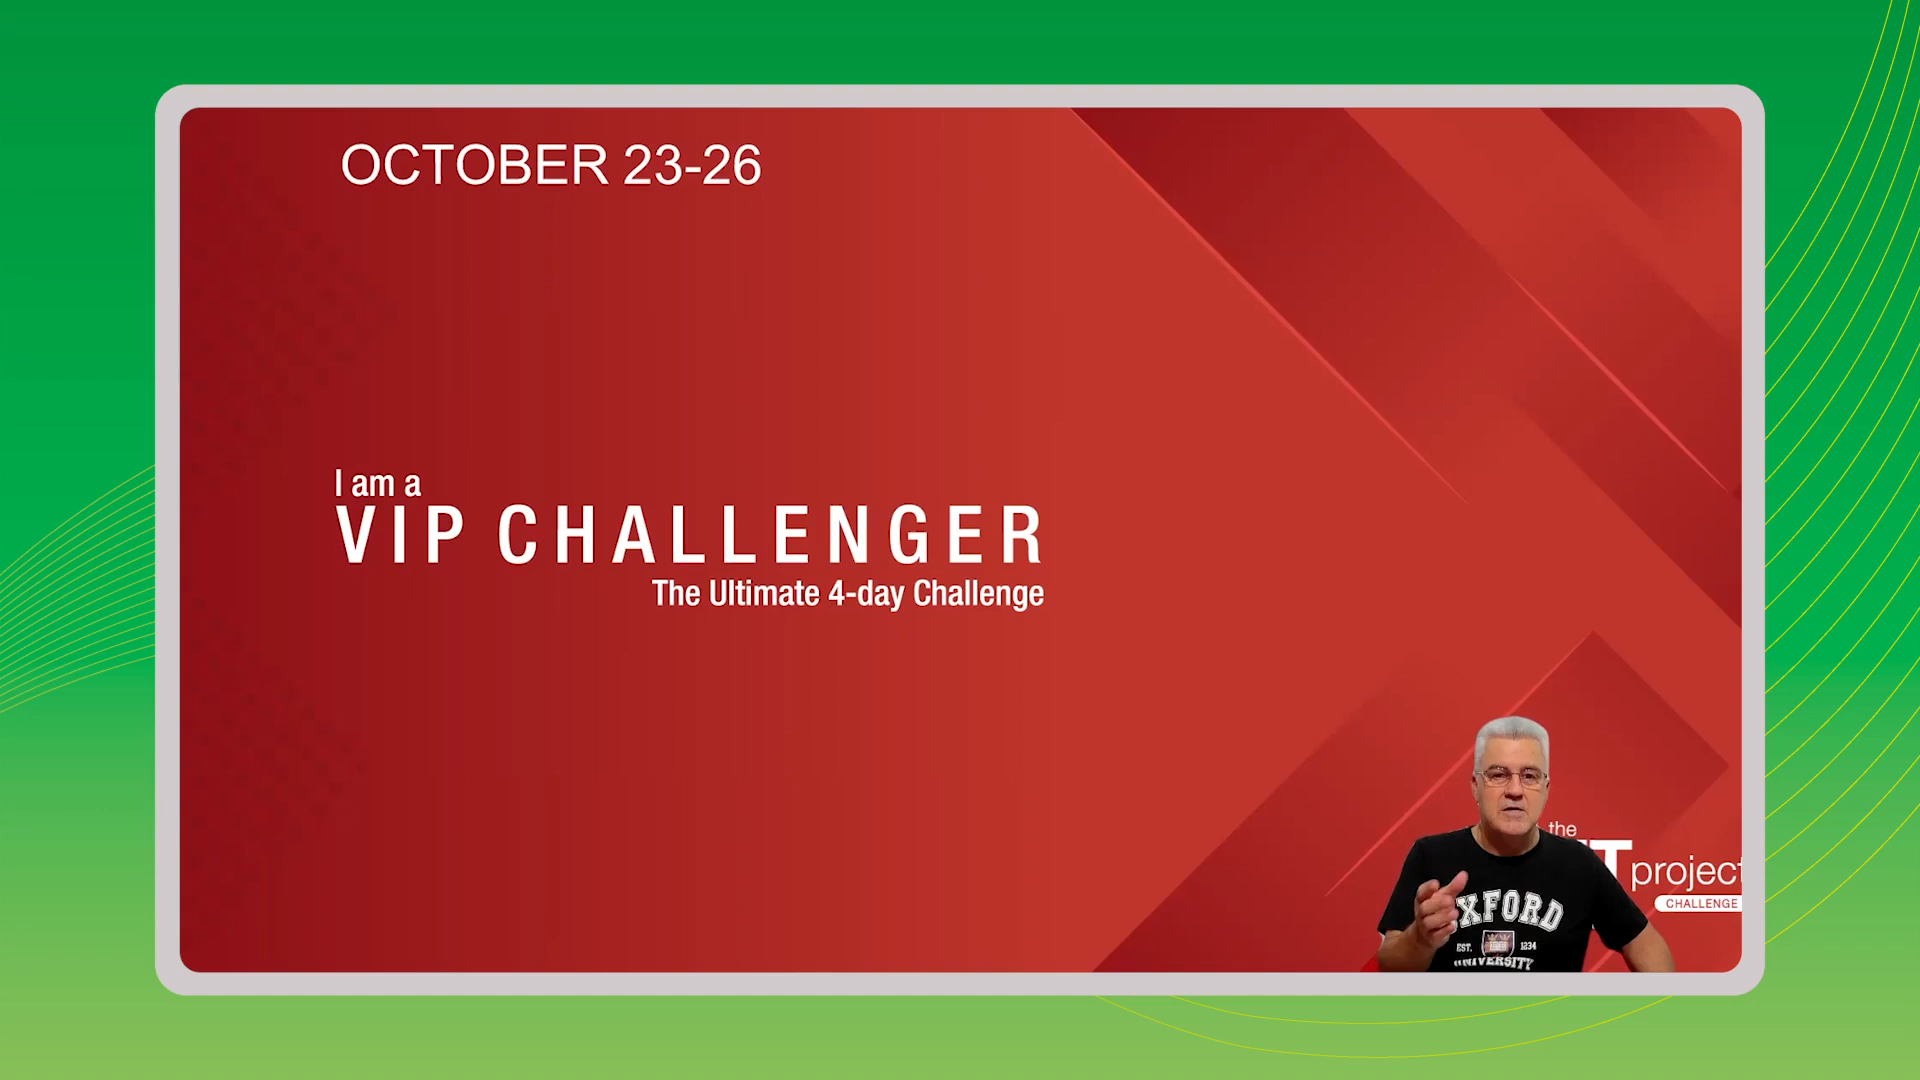 OCTOBER 23-26
I am a
VIP CHALLENGER
The Ultimate 4-day Challenge
the
project
CHALLENGE
EST. 1234
UNIVERSITY